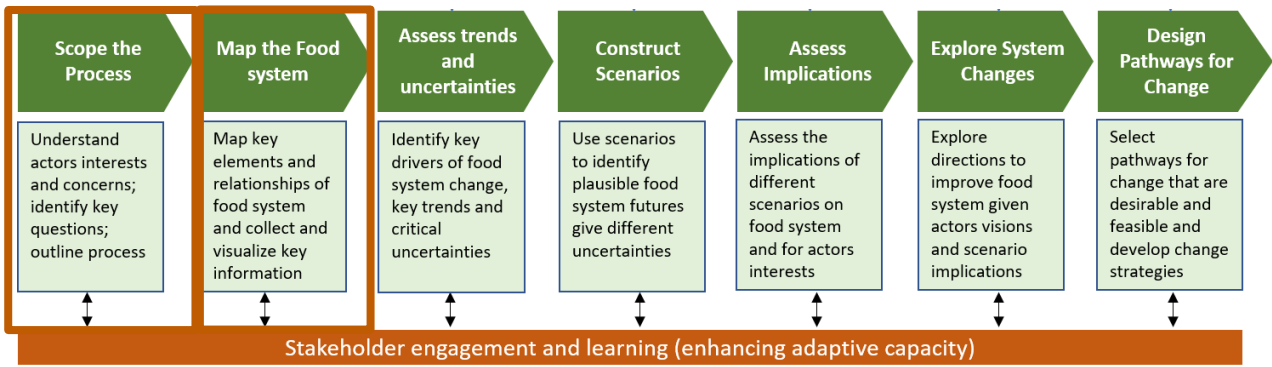 Scope the
Process
Map the Food
system
Assess trends
and
uncertainties
Construct
Scenarios
Assess
Implications
Explore System
Changes
Design
Pathways for
Change
Understand
actors interests
and concerns;
identify key
questions;
outline process
Map key
elements and
relationships of
food system
and collect and
visualize key
information
Identify key
drivers of food
system change,
key trends and
critical
uncertainties
Use scenarios
to identify
plausible food
system futures
give different
uncertainties
Assess the
implications of
different
scenarios on
food system
and for actors
interests
Explore
directions to
improve food
system given
actors visions
and scenario
implications
Select
pathways for
change that are
desirable and
feasible and
develop change
strategies
Stakeholder engagement and learning (enhancing adaptive capacity)